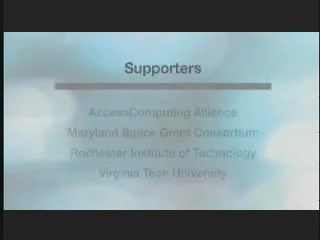 Supporters
AccessComputing Alliance
Maryland Space Grant Consortium
Rochester Institute of Technology
Virginia Tech University